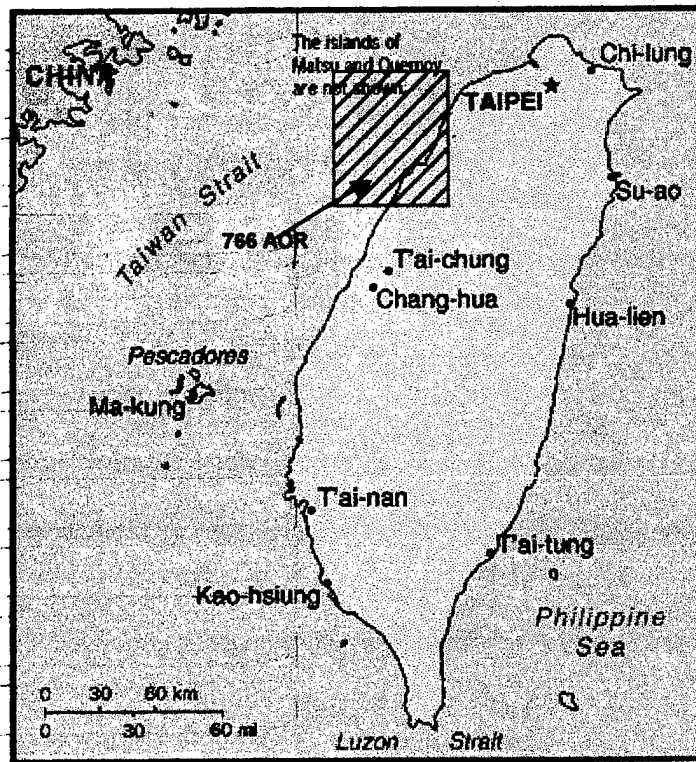 The islands of
Matsu and Quemoy
are not shown.
CHINA
Chi-lung
TAIPEI
Taiwan Strait
Su-ao
766 AOR
T'ai-chung
Chang-hua
Hua-lien
Pescadores
Ma-kung
T'ai-nan
T'ai-tung
Kao-hsiung
Philippine
Sea
0 30 60 km
0 30 60 mi
Luzon Strait